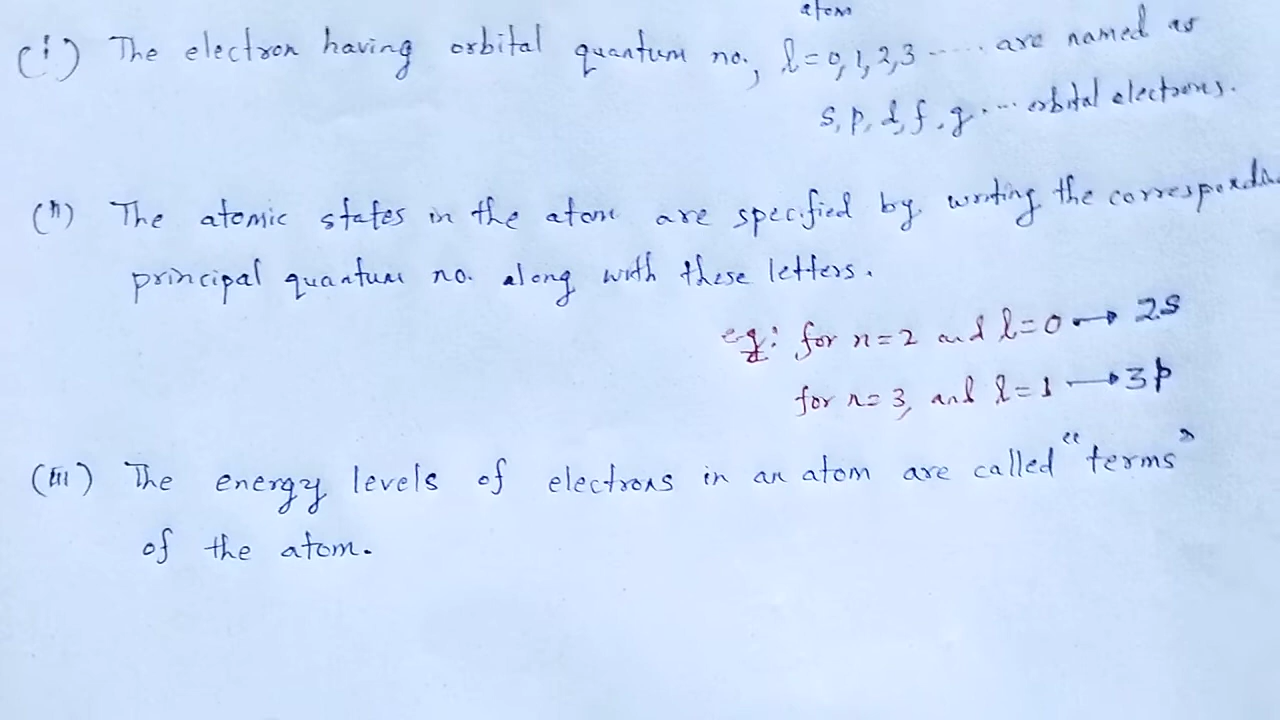 atom
(i) The electron having orbital quantum no., l=0,1,2,3 ..... are named as
s, p, d, f, g .... orbital electrons.
(ii) The atomic states in the atom are specified by writing the
principal quantum no. along with these letters.
eg: for n=2 and l=0 → 2s
for n=3, and l=1 → 3p
(iii) The energy levels of electrons in an atom are called "terms"
of the atom.